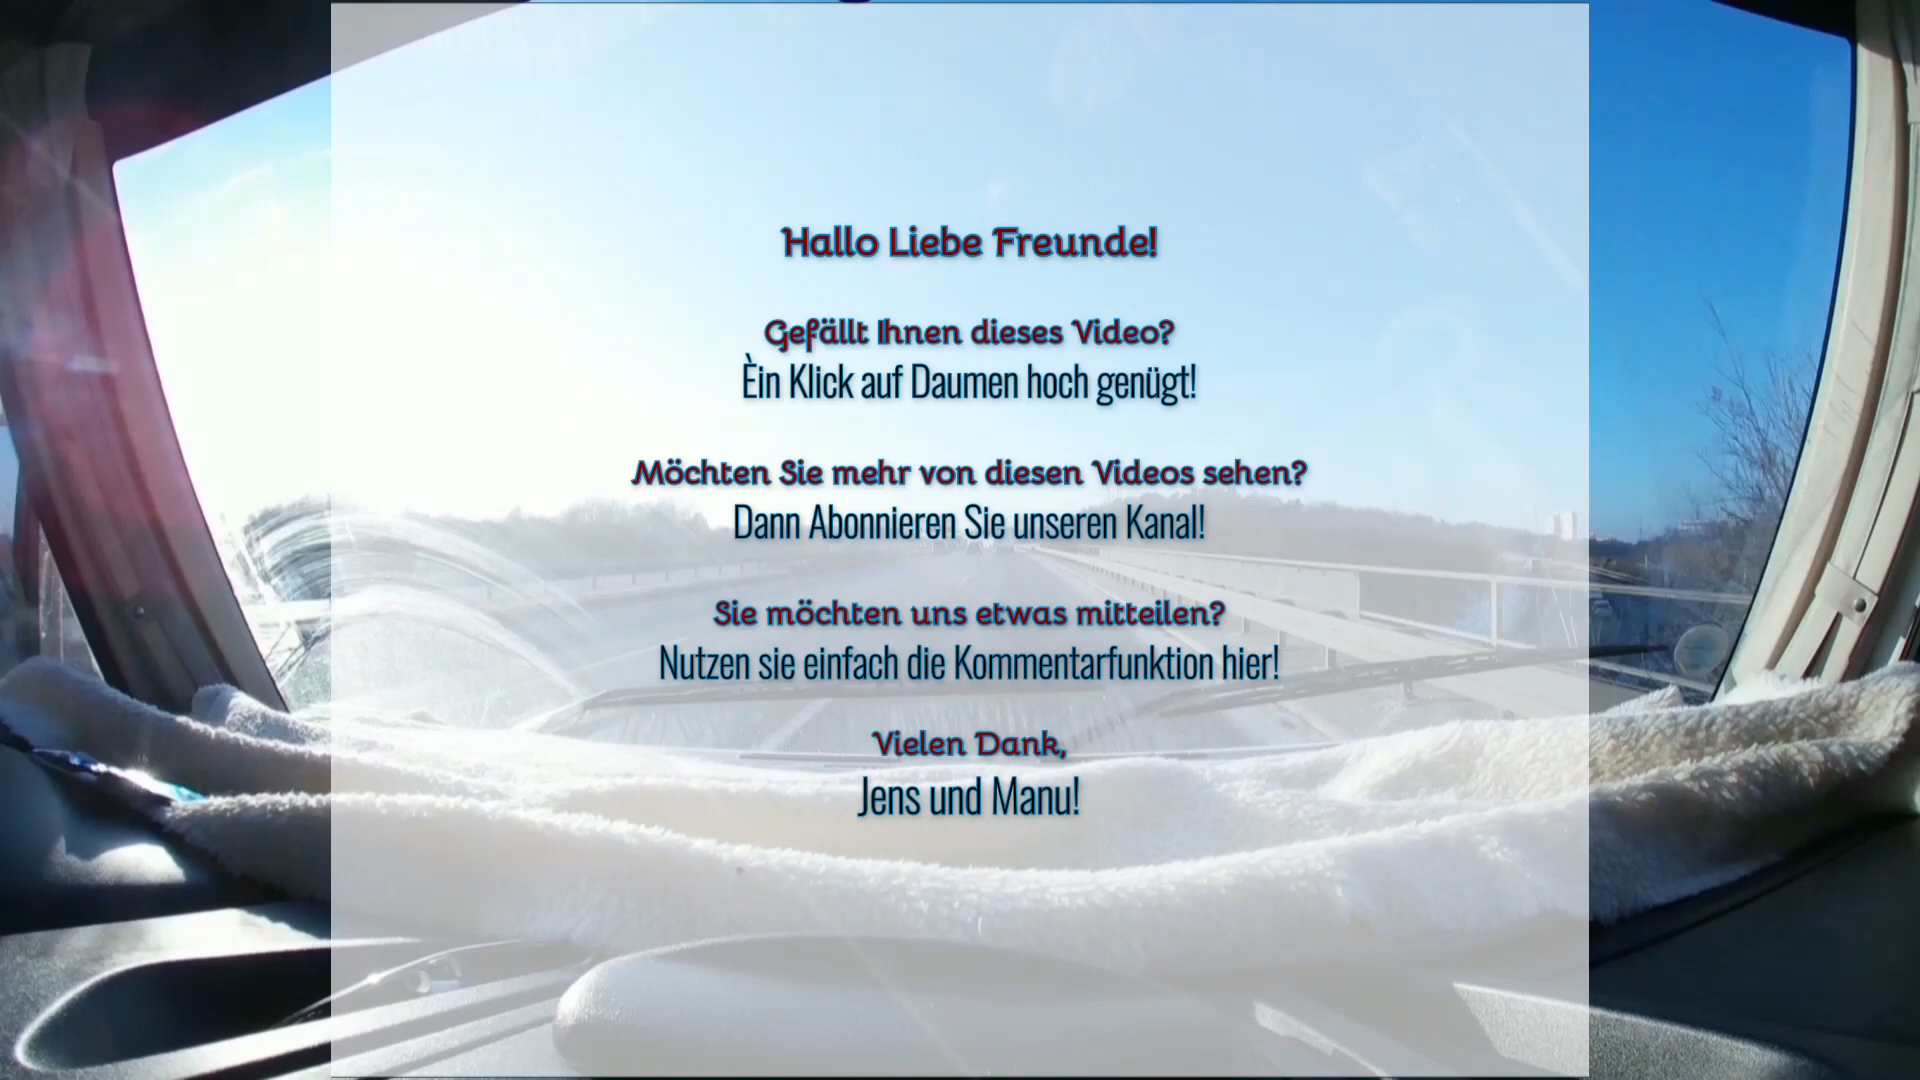 Hallo Liebe Freunde!
Gefällt Ihnen dieses Video?
Èin Klick auf Daumen hoch genügt!
Möchten Sie mehr von diesen Videos sehen?
Dann Abonnieren Sie unseren Kanal!
Sie möchten uns etwas mitteilen?
Nutzen sie einfach die Kommentarfunktion hier!
Vielen Dank,
Jens und Manu!